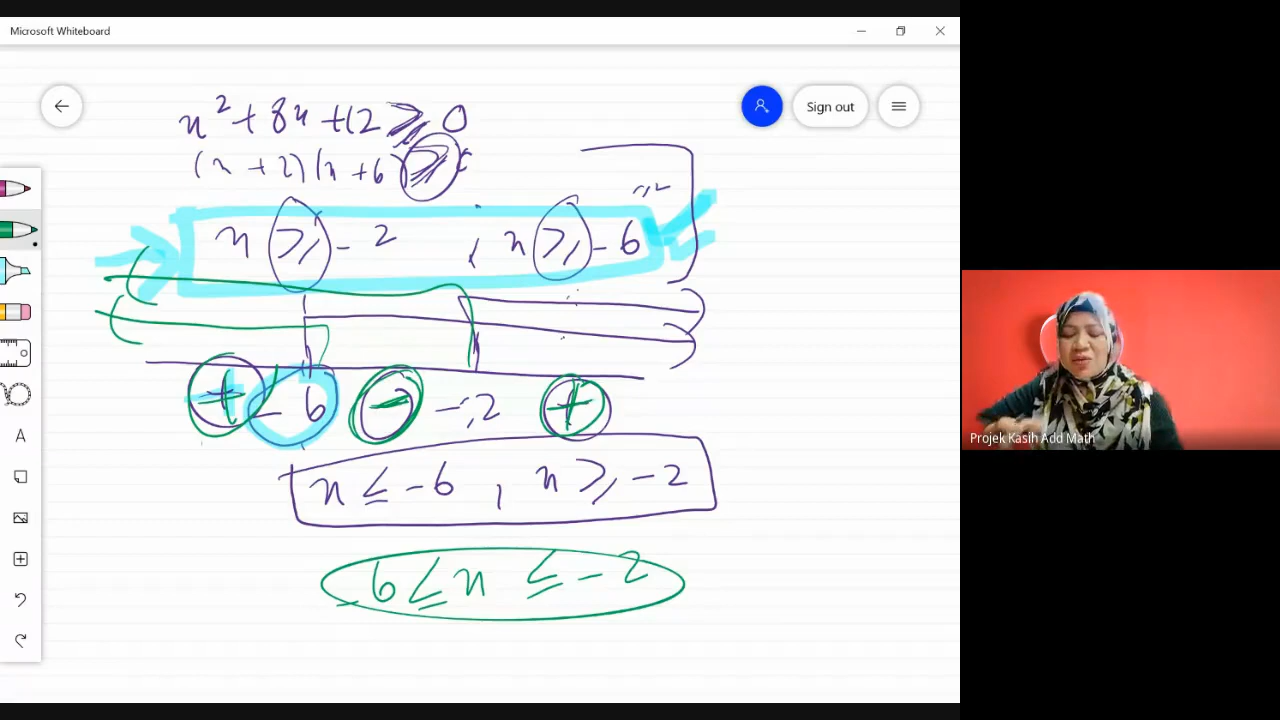 Microsoft Whiteboard
Sign out
x² + 8x + 12 ≥ 0
(x + 2)(x + 6) ≥
x ≥ -2 , x ≥ -6
+ -6 - -2 +
x ≤ -6 , x ≥ -2
-6 ≤ x ≤ -2
A
Projek Kasih Add Math